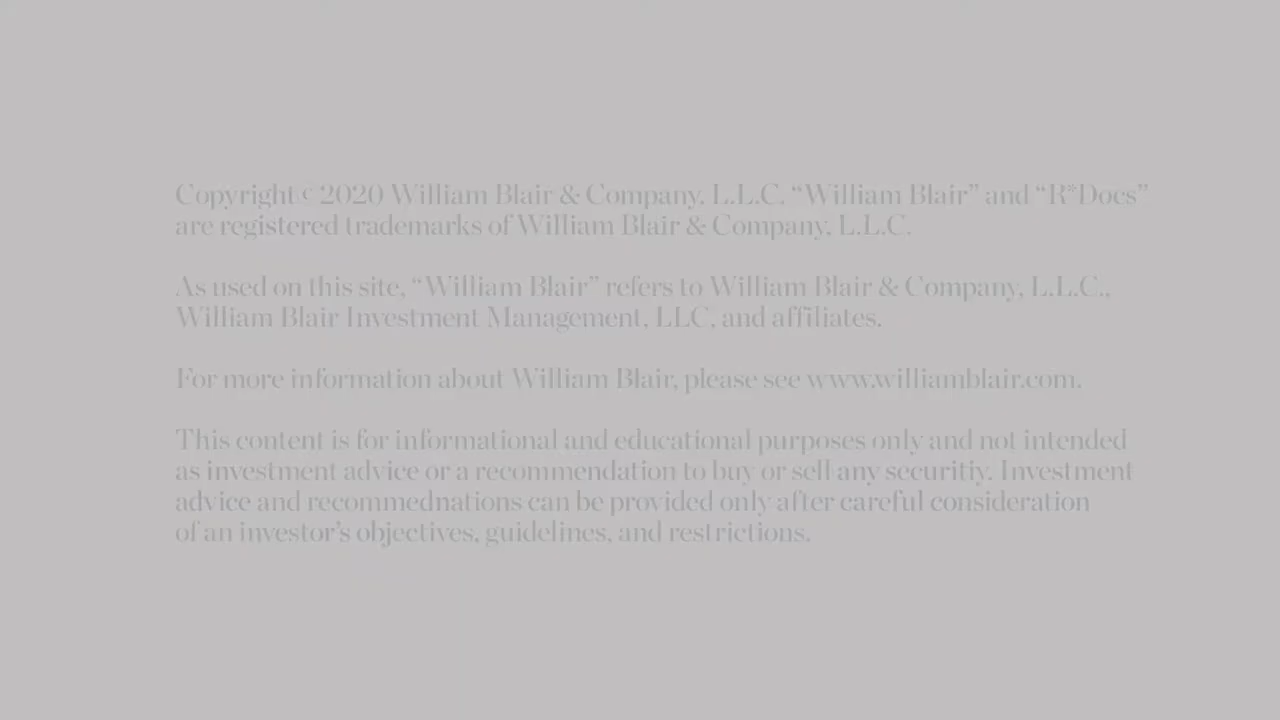 Copyright © 2020 William Blair & Company, L.L.C. “William Blair” and “R*Docs”
are registered trademarks of William Blair & Company, L.L.C.
As used on this site, “William Blair” refers to William Blair & Company, L.L.C.,
William Blair Investment Management, LLC, and affiliates.
For more information about William Blair, please see www.williamblair.com.
This content is for informational and educational purposes only and not intended
as investment advice or a recommendation to buy or sell any securitiy. Investment
advice and recommednations can be provided only after careful consideration
of an investor’s objectives, guidelines, and restrictions.